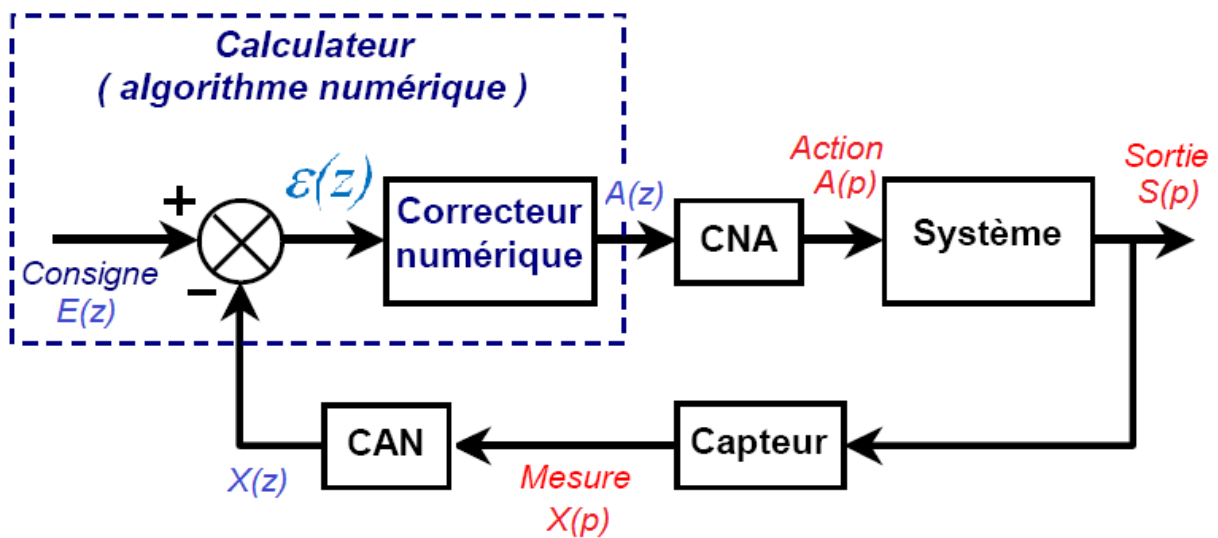 Calculateur
( algorithme numérique )
+
ε(z)
Correcteur
numérique
A(z)
CNA
Action
A(p)
Système
Sortie
S(p)
Consigne
E(z)
−
CAN
Capteur
X(z)
Mesure
X(p)